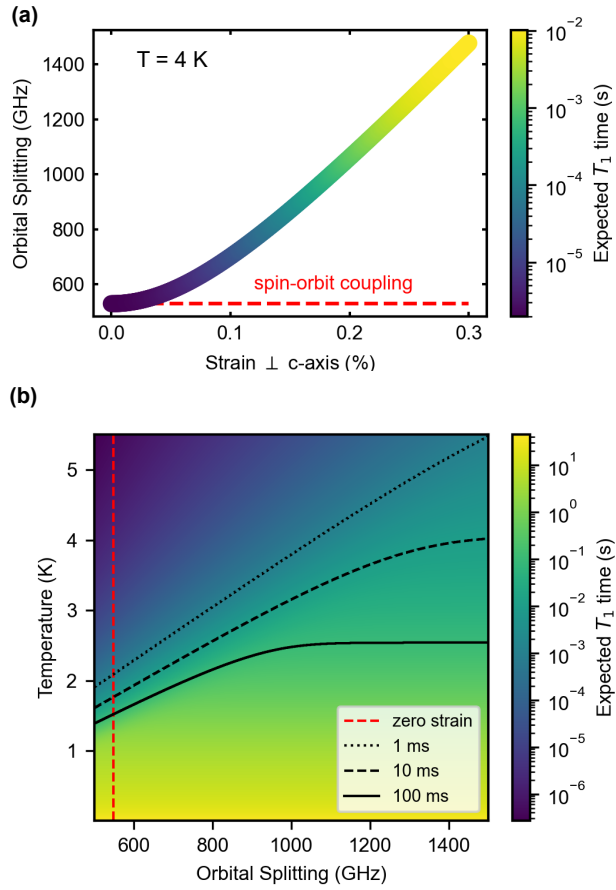 (a)
T = 4 K
spin-orbit coupling
Orbital Splitting (GHz)
1400
1200
1000
800
600
0.0 0.1 0.2 0.3
Strain ⊥ c-axis (%)
10⁻²
10⁻³
10⁻⁴
10⁻⁵
Expected T₁ time (s)
(b)
Temperature (K)
5
4
3
2
1
zero strain
1 ms
10 ms
100 ms
600 800 1000 1200 1400
Orbital Splitting (GHz)
10¹
10⁰
10⁻¹
10⁻²
10⁻³
10⁻⁴
10⁻⁵
10⁻⁶
Expected T₁ time (s)